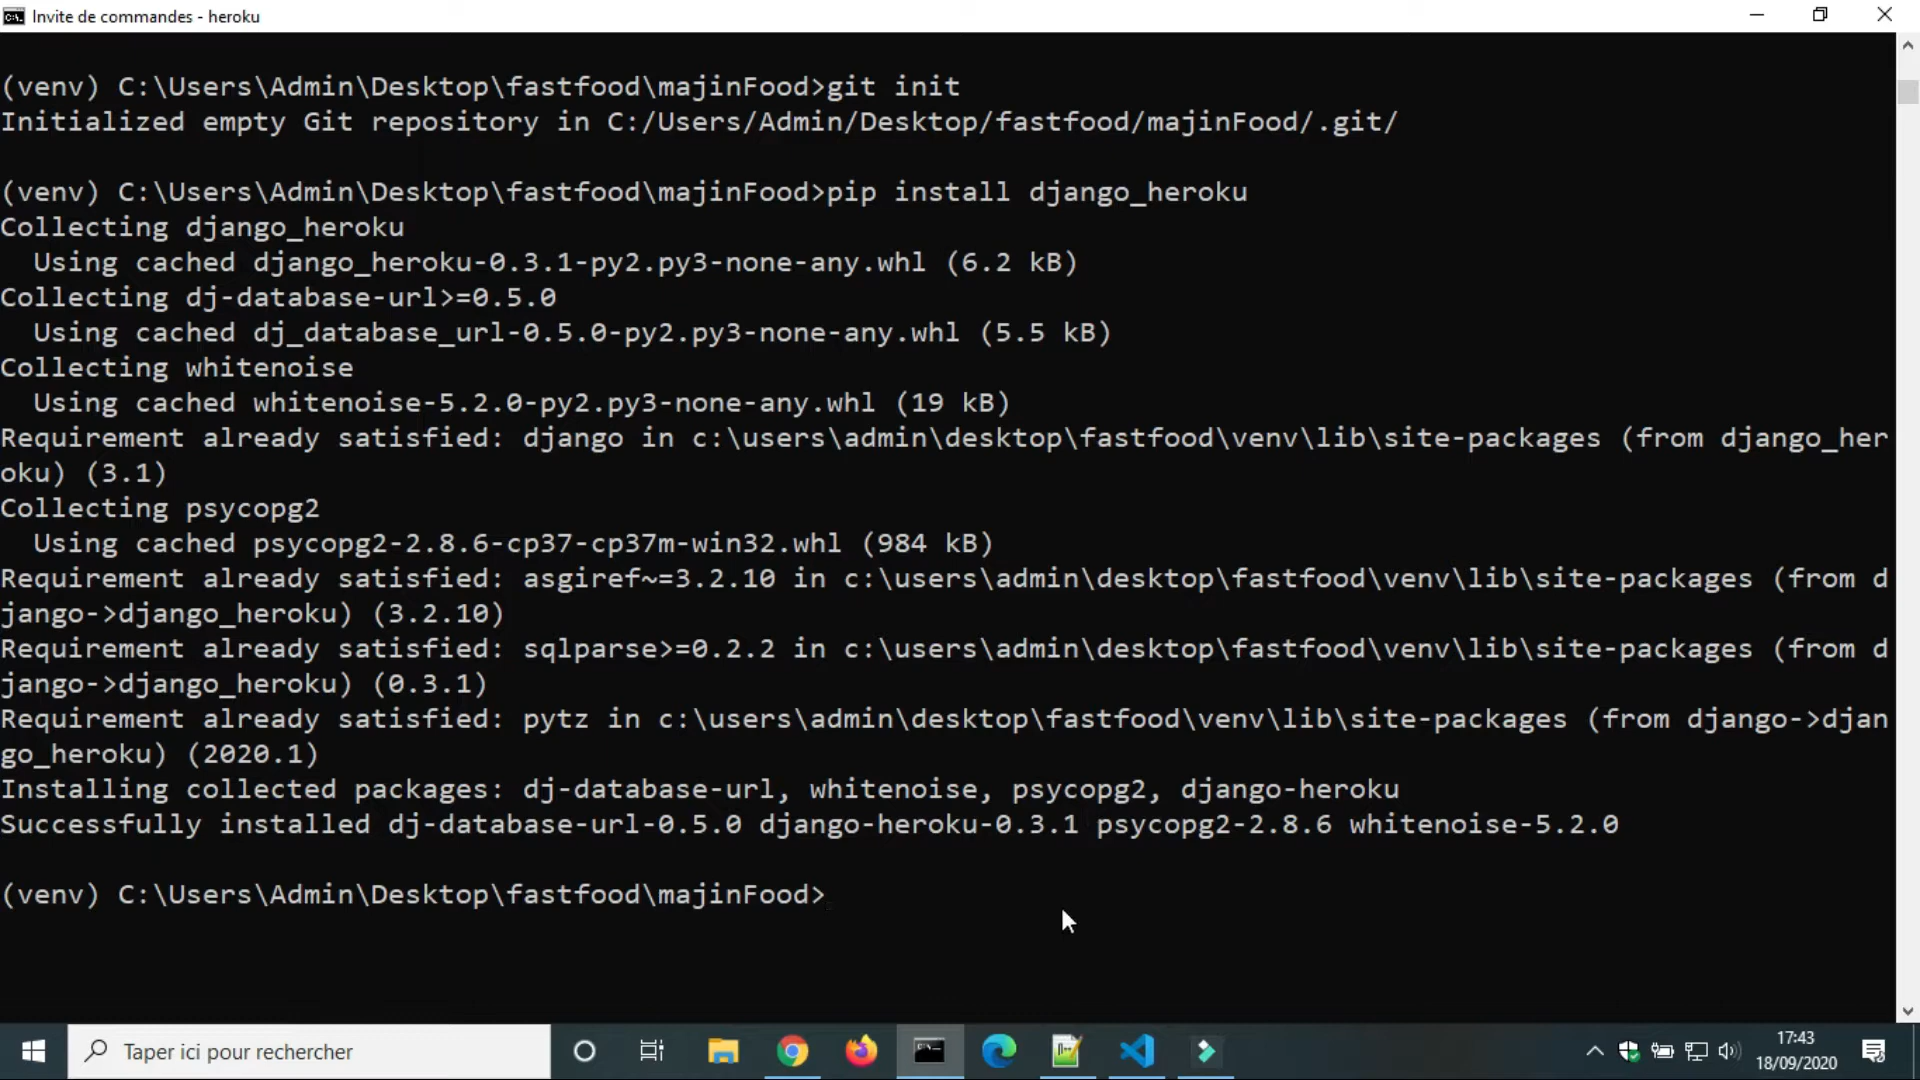 Invite de commandes - heroku
(venv) C:\Users\Admin\Desktop\fastfood\majinFood>git init
Initialized empty Git repository in C:/Users/Admin/Desktop/fastfood/majinFood/.git/
(venv) C:\Users\Admin\Desktop\fastfood\majinFood>pip install django_heroku
Collecting django_heroku
  Using cached django_heroku-0.3.1-py2.py3-none-any.whl (6.2 kB)
Collecting dj-database-url>=0.5.0
  Using cached dj_database_url-0.5.0-py2.py3-none-any.whl (5.5 kB)
Collecting whitenoise
  Using cached whitenoise-5.2.0-py2.py3-none-any.whl (19 kB)
Requirement already satisfied: django in c:\users\admin\desktop\fastfood\venv\lib\site-packages (from django_her
oku) (3.1)
Collecting psycopg2
  Using cached psycopg2-2.8.6-cp37-cp37m-win32.whl (984 kB)
Requirement already satisfied: asgiref~=3.2.10 in c:\users\admin\desktop\fastfood\venv\lib\site-packages (from d
jango->django_heroku) (3.2.10)
Requirement already satisfied: sqlparse>=0.2.2 in c:\users\admin\desktop\fastfood\venv\lib\site-packages (from d
jango->django_heroku) (0.3.1)
Requirement already satisfied: pytz in c:\users\admin\desktop\fastfood\venv\lib\site-packages (from django->djan
go_heroku) (2020.1)
Installing collected packages: dj-database-url, whitenoise, psycopg2, django-heroku
Successfully installed dj-database-url-0.5.0 django-heroku-0.3.1 psycopg2-2.8.6 whitenoise-5.2.0
(venv) C:\Users\Admin\Desktop\fastfood\majinFood>
Taper ici pour rechercher
17:43
18/09/2020